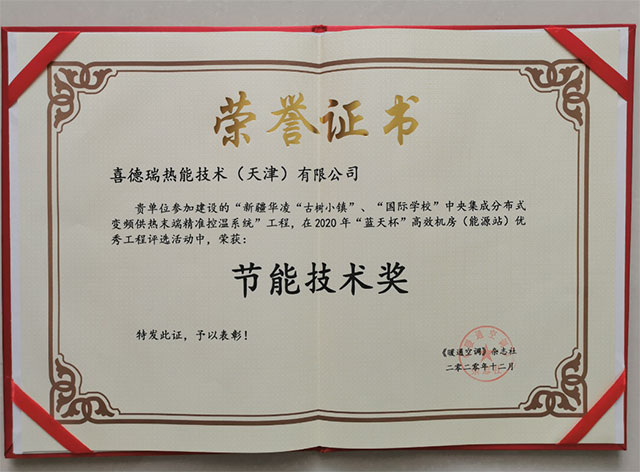 荣誉证书
喜德瑞热能技术（天津）有限公司
贵单位参加建设的“新疆华凌“古树小镇”、“国际学校”中央集成分布式
变频供热末端精准控温系统”工程，在2020年“蓝天杯”高效机房（能源站）优
秀工程评选活动中，荣获：
节能技术奖
特发此证，予以表彰！
《暖通空调》杂志社
二〇二〇年十二月